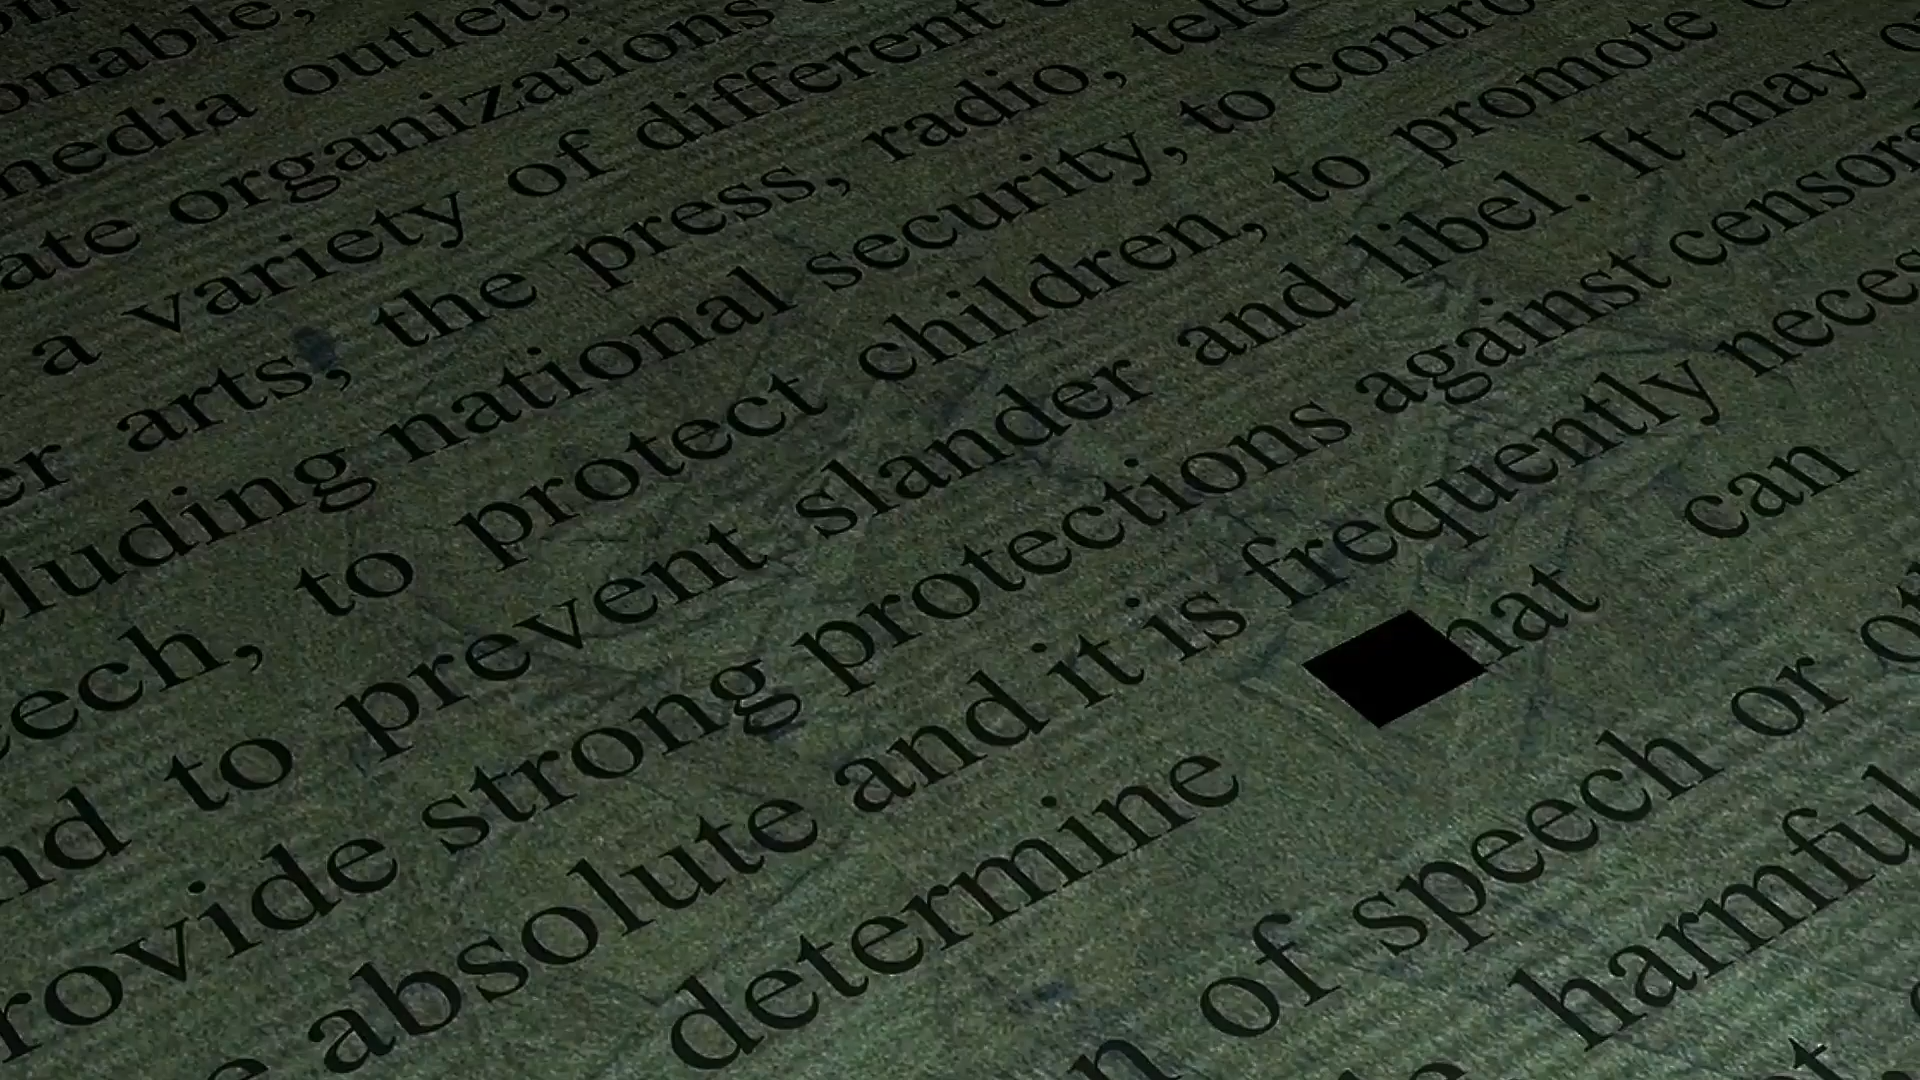 onable,
media outlet,
ate organizations
a variety of different
er arts, the press, radio, tele
luding national security, to contro
eech, to protect children, to promote
nd to prevent slander and libel. It may
rovide strong protections against censors
absolute and it is frequently neces
determine hat can
of speech or
harmful